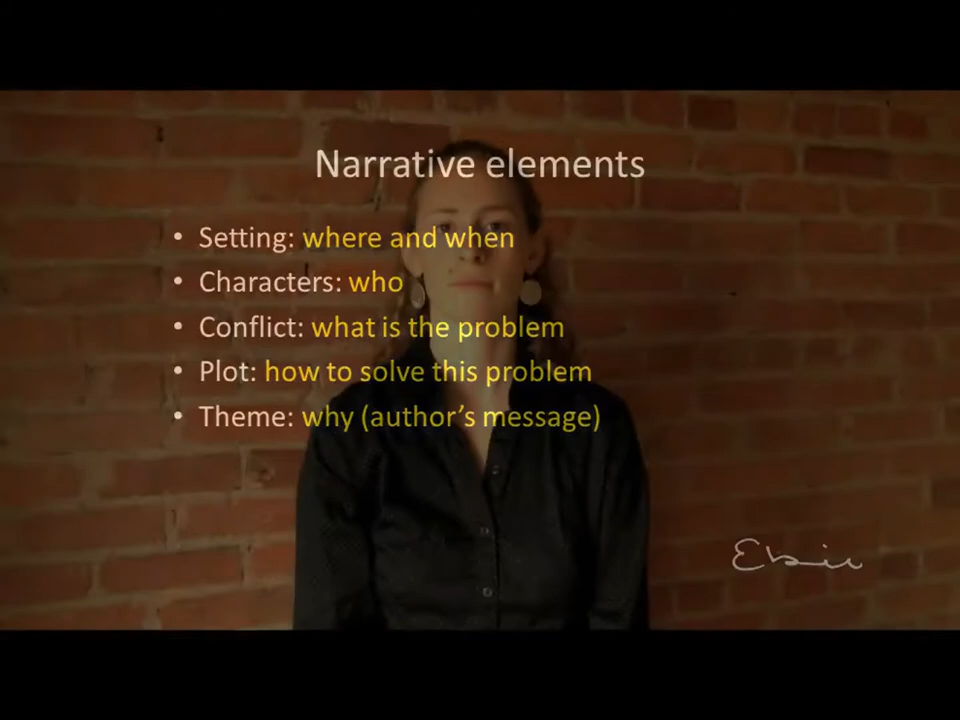 Narrative elements
• Setting: where and when
• Characters: who
• Conflict: what is the problem
• Plot: how to solve this problem
• Theme: why (author’s message)